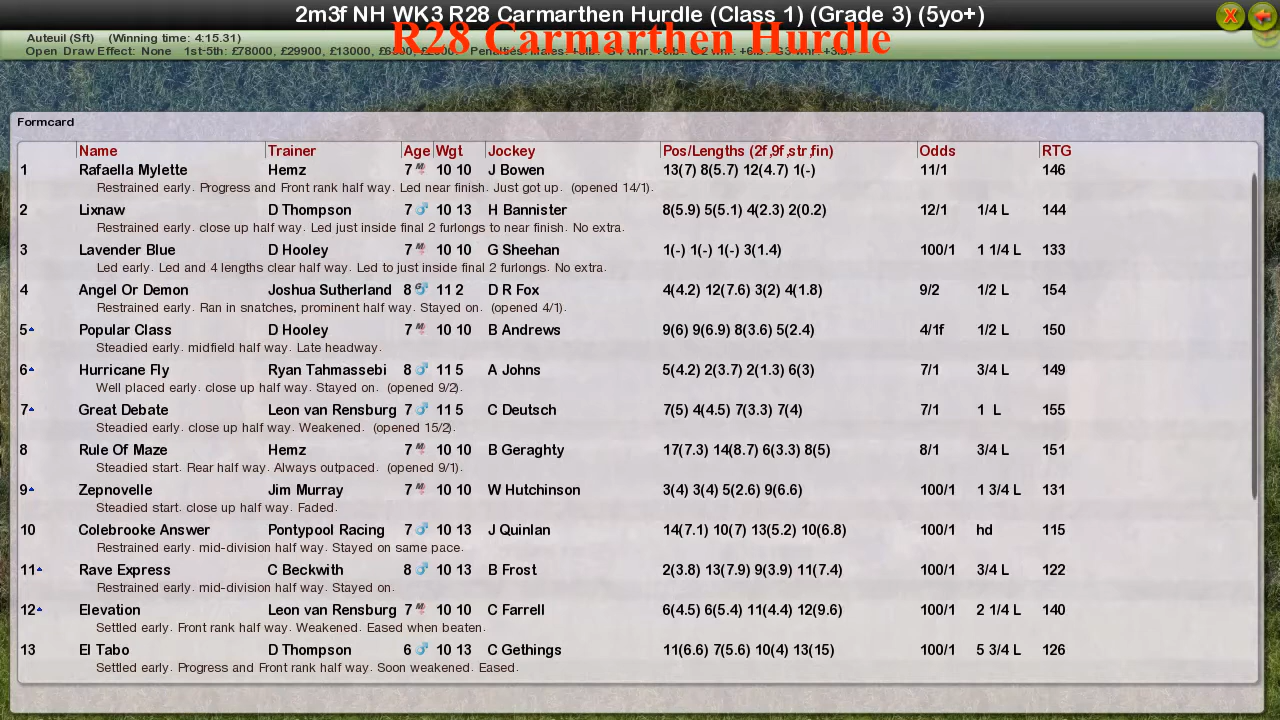 2m3f NH WK3 R28 Carmarthen Hurdle (Class 1) (Grade 3) (5yo+)
R28 Carmarthen Hurdle
Auteuil (Sft) (Winning time: 4:15.31)
Open Draw Effect: None 1st-5th: £78000, £29900, £13000, Penalties: Males:
Formcard
Name Trainer Age Wgt Jockey Pos/Lengths (2f,9f,str,fin) Odds RTG
1 Rafaella Mylette Hemz 7 10 10 J Bowen 13(7) 8(5.7) 12(4.7) 1(-) 11/1 146
Restrained early. Progress and Front rank half way. Led near finish. Just got up. (opened 14/1).
2 Lixnaw D Thompson 7 10 13 H Bannister 8(5.9) 5(5.1) 4(2.3) 2(0.2) 12/1 1/4 L 144
Restrained early. close up half way. Led just inside final 2 furlongs to near finish. No extra.
3 Lavender Blue D Hooley 7 10 10 G Sheehan 1(-) 1(-) 1(-) 3(1.4) 100/1 1 1/4 L 133
Led early. Led and 4 lengths clear half way. Led to just inside final 2 furlongs. No extra.
4 Angel Or Demon Joshua Sutherland 8 11 2 D R Fox 4(4.2) 12(7.6) 3(2) 4(1.8) 9/2 1/2 L 154
Restrained early. Ran in snatches, prominent half way. Stayed on. (opened 4/1).
5 Popular Class D Hooley 7 10 10 B Andrews 9(6) 9(6.9) 8(3.6) 5(2.4) 4/1f 1/2 L 150
Steadied early. midfield half way. Late headway.
6 Hurricane Fly Ryan Tahmassebi 8 11 5 A Johns 5(4.2) 2(3.7) 2(1.3) 6(3) 7/1 3/4 L 149
Well placed early. close up half way. Stayed on. (opened 9/2).
7 Great Debate Leon van Rensburg 7 11 5 C Deutsch 7(5) 4(4.5) 7(3.3) 7(4) 7/1 1 L 155
Steadied early. close up half way. Weakened. (opened 15/2).
8 Rule Of Maze Hemz 7 10 10 B Geraghty 17(7.3) 14(8.7) 6(3.3) 8(5) 8/1 3/4 L 151
Steadied start. Rear half way. Always outpaced. (opened 9/1).
9 Zepnovelle Jim Murray 7 10 10 W Hutchinson 3(4) 3(4) 5(2.6) 9(6.6) 100/1 1 3/4 L 131
Steadied start. close up half way. Faded.
10 Colebrooke Answer Pontypool Racing 7 10 13 J Quinlan 14(7.1) 10(7) 13(5.2) 10(6.8) 100/1 hd 115
Restrained early. mid-division half way. Stayed on same pace.
11 Rave Express C Beckwith 8 10 13 B Frost 2(3.8) 13(7.9) 9(3.9) 11(7.4) 100/1 3/4 L 122
Restrained early. mid-division half way. Stayed on.
12 Elevation Leon van Rensburg 7 10 10 C Farrell 6(4.5) 6(5.4) 11(4.4) 12(9.6) 100/1 2 1/4 L 140
Settled early. Front rank half way. Weakened. Eased when beaten.
13 El Tabo D Thompson 6 10 13 C Gethings 11(6.6) 7(5.6) 10(4) 13(15) 100/1 5 3/4 L 126
Settled early. Progress and Front rank half way. Soon weakened. Eased.